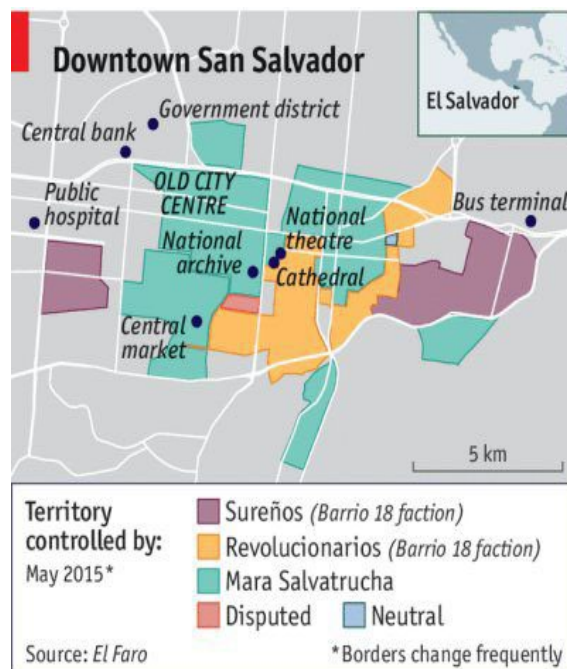 Downtown San Salvador
El Salvador
Government district
Central bank
OLD CITY
CENTRE
Public
hospital
National
theatre
Bus terminal
National
archive
Cathedral
Central
market
5 km
Territory
controlled by:
May 2015*
Sureños (Barrio 18 faction)
Revolucionarios (Barrio 18 faction)
Mara Salvatrucha
Disputed
Neutral
Source: El Faro
*Borders change frequently